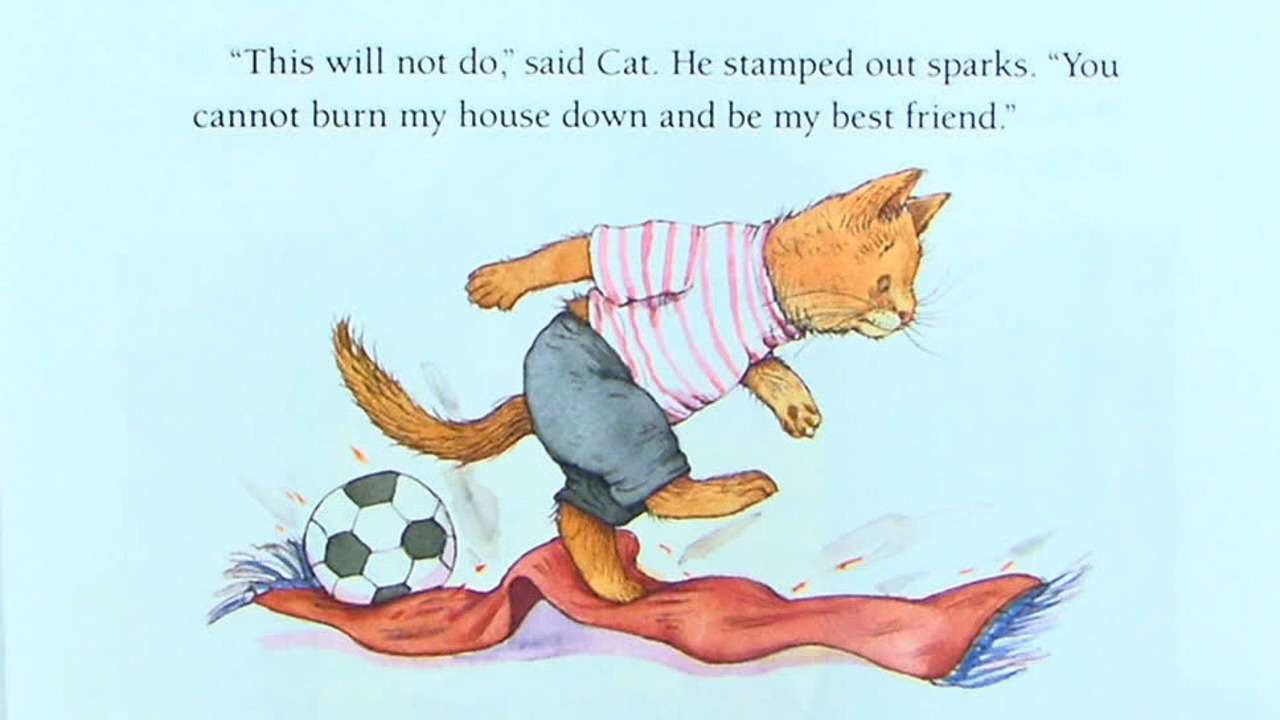 “This will not do,” said Cat. He stamped out sparks. “You
cannot burn my house down and be my best friend.”